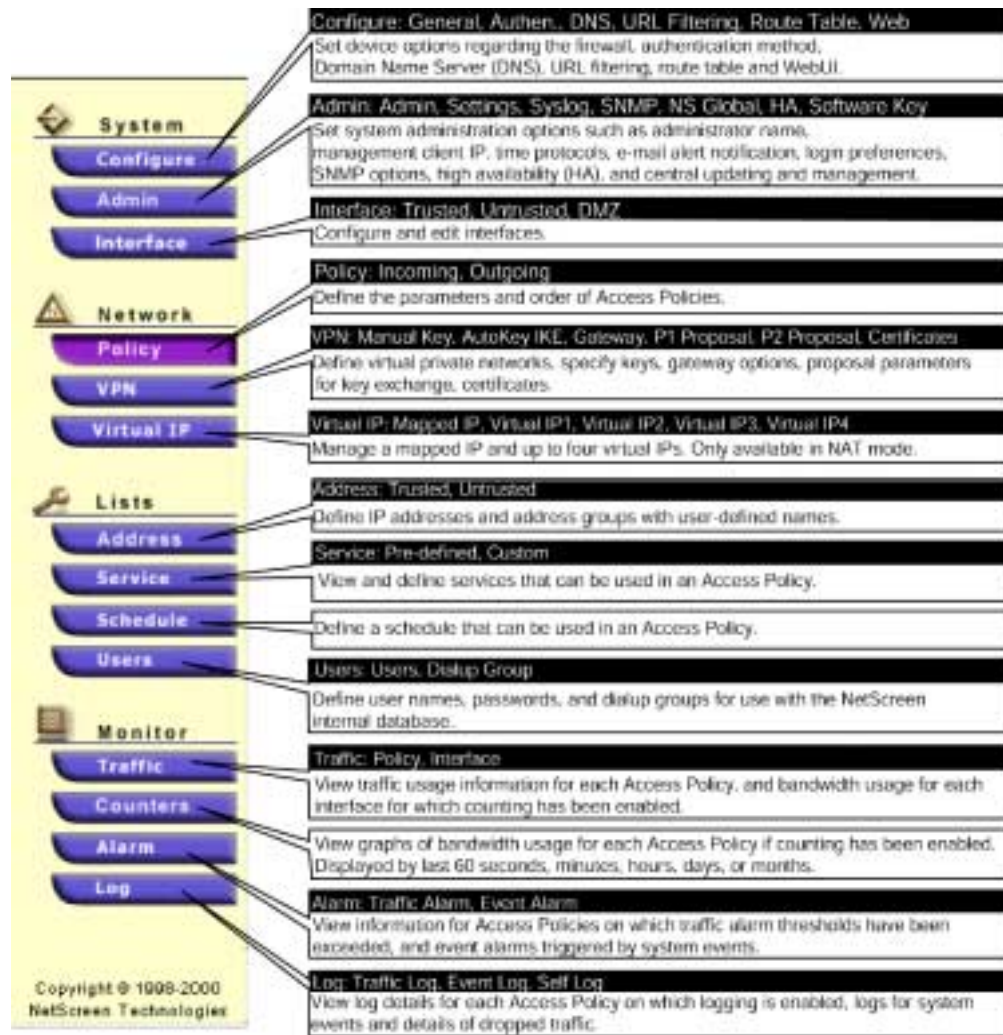 Configure: General, Authen., DNS, URL Filtering, Route Table, Web
Set device options regarding the firewall, authentication method,
Domain Name Server (DNS), URL filtering, route table and WebUI.
System
Configure
Admin
Interface
Admin: Admin, Settings, Syslog, SNMP, NS Global, HA, Software Key
Set system administration options such as administrator name,
management client IP, time protocols, e-mail alert notification, login preferences,
SNMP options, high availability (HA), and central updating and management.
Interface: Trusted, Untrusted, DMZ
Configure and edit interfaces.
Network
Policy
VPN
Virtual IP
Policy: Incoming, Outgoing
Define the parameters and order of Access Policies.
VPN: Manual Key, AutoKey IKE, Gateway, P1 Proposal, P2 Proposal, Certificates
Define virtual private networks, specify keys, gateway options, proposal parameters
for key exchange, certificates.
Virtual IP: Mapped IP, Virtual IP1, Virtual IP2, Virtual IP3, Virtual IP4
Manage a mapped IP and up to four virtual IPs. Only available in NAT mode.
Lists
Address
Service
Schedule
Users
Address: Trusted, Untrusted
Define IP addresses and address groups with user-defined names.
Service: Pre-defined, Custom
View and define services that can be used in an Access Policy.
Define a schedule that can be used in an Access Policy.
Users: Users, Dialup Group
Define user names, passwords, and dialup groups for use with the NetScreen
internal database.
Monitor
Traffic
Counters
Alarm
Log
Traffic: Policy, Interface
View traffic usage information for each Access Policy, and bandwidth usage for each
interface for which counting has been enabled.
View graphs of bandwidth usage for each Access Policy if counting has been enabled.
Displayed by last 60 seconds, minutes, hours, days, or months.
Alarm: Traffic Alarm, Event Alarm
View information for Access Policies on which traffic alarm thresholds have been
exceeded, and event alarms triggered by system events.
Log: Traffic Log, Event Log, Self Log
View log details for each Access Policy on which logging is enabled, logs for system
events and details of dropped traffic.
Copyright © 1998-2000
NetScreen Technologies